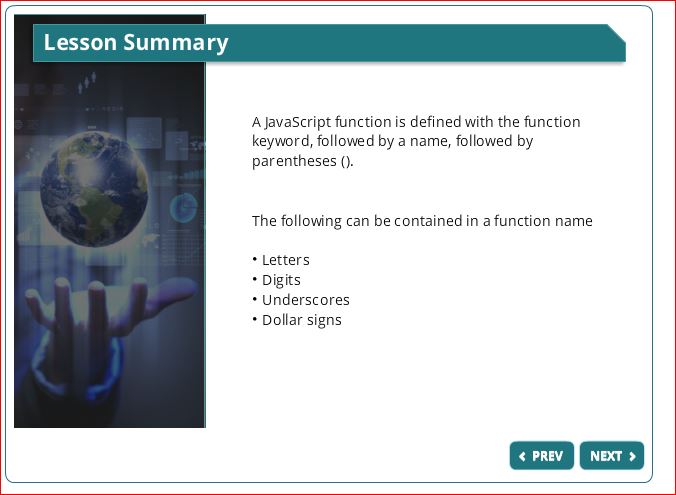 Lesson Summary
A JavaScript function is defined with the function
keyword, followed by a name, followed by
parentheses ().
The following can be contained in a function name
• Letters
• Digits
• Underscores
• Dollar signs
PREV
NEXT